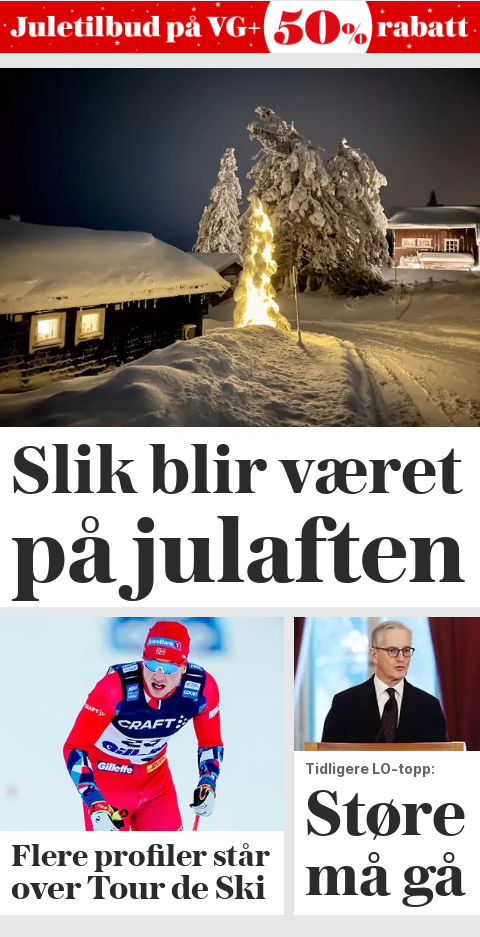 Juletilbud på VG+ 50% rabatt
Slik blir været
på julaften
SpareBank 1
CRAFT
CRAFT
Gillette
Flere profiler står
over Tour de Ski
Tidligere LO-topp:
Støre
må gå